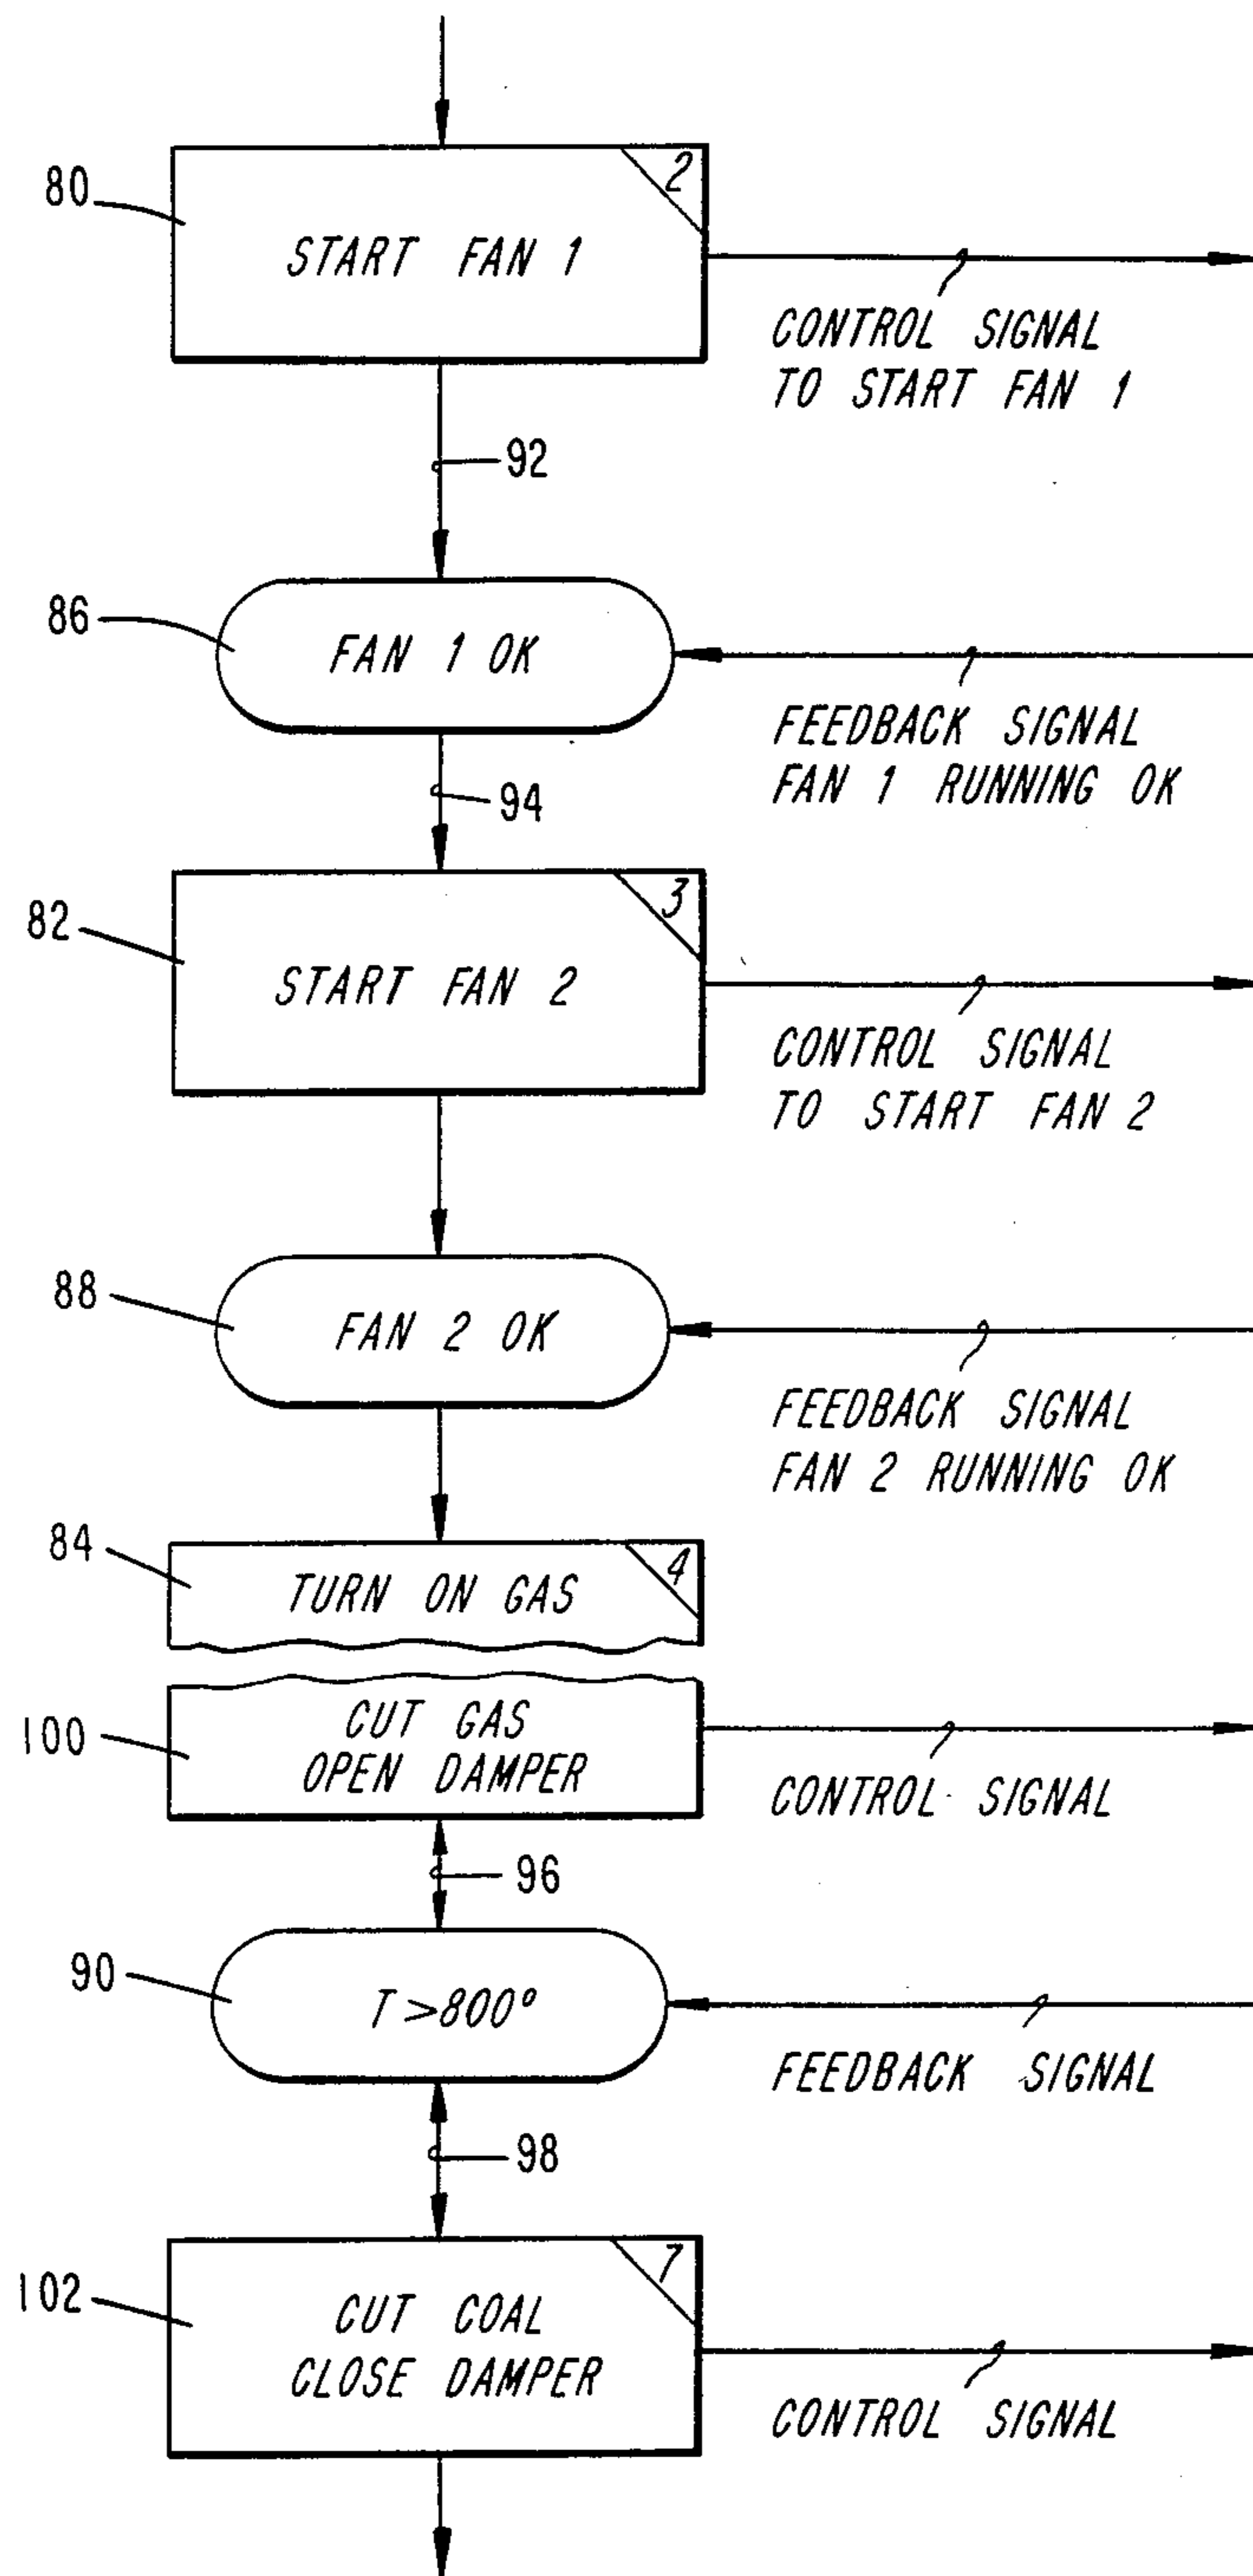 2
80
START FAN 1
CONTROL SIGNAL
TO START FAN 1
92
86
FAN 1 OK
FEEDBACK SIGNAL
FAN 1 RUNNING OK
94
3
82
START FAN 2
CONTROL SIGNAL
TO START FAN 2
88
FAN 2 OK
FEEDBACK SIGNAL
FAN 2 RUNNING OK
84
TURN ON GAS
4
100
CUT GAS
OPEN DAMPER
CONTROL SIGNAL
96
90
T>800°
FEEDBACK SIGNAL
98
7
102
CUT COAL
CLOSE DAMPER
CONTROL SIGNAL